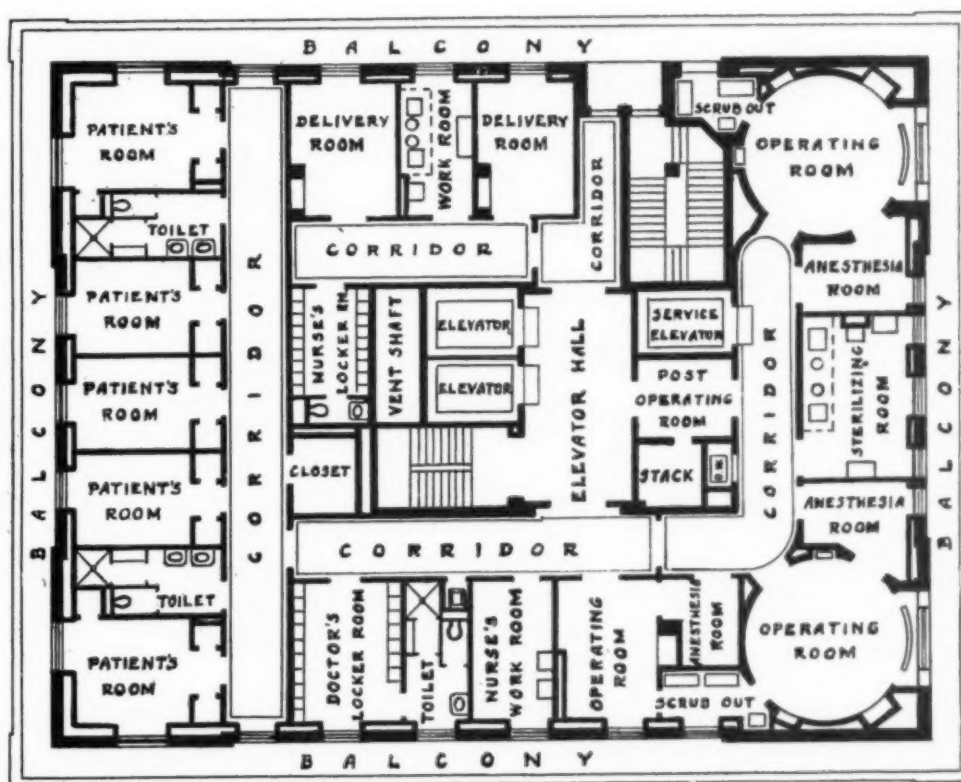 BALCONY
PATIENT'S
ROOM
DELIVERY
ROOM
WORK ROOM
DELIVERY
ROOM
SCRUB OUT
OPERATING
ROOM
TOILET
CORRIDOR
CORRIDOR
CORRIDOR
ANESTHESIA
ROOM
BALCONY
PATIENT'S
ROOM
NURSE'S
LOCKER RM.
VENT SHAFT
ELEVATOR
ELEVATOR
ELEVATOR HALL
SERVICE
ELEVATOR
CORRIDOR
STERILIZING
ROOM
BALCONY
PATIENT'S
ROOM
POST
OPERATING
ROOM
PATIENT'S
ROOM
CLOSET
STACK
ANESTHESIA
ROOM
CORRIDOR
TOILET
PATIENT'S
ROOM
DOCTOR'S
LOCKER ROOM
TOILET
NURSE'S
WORK ROOM
OPERATING
ROOM
ANESTHESIA
ROOM
OPERATING
ROOM
SCRUB OUT
BALCONY